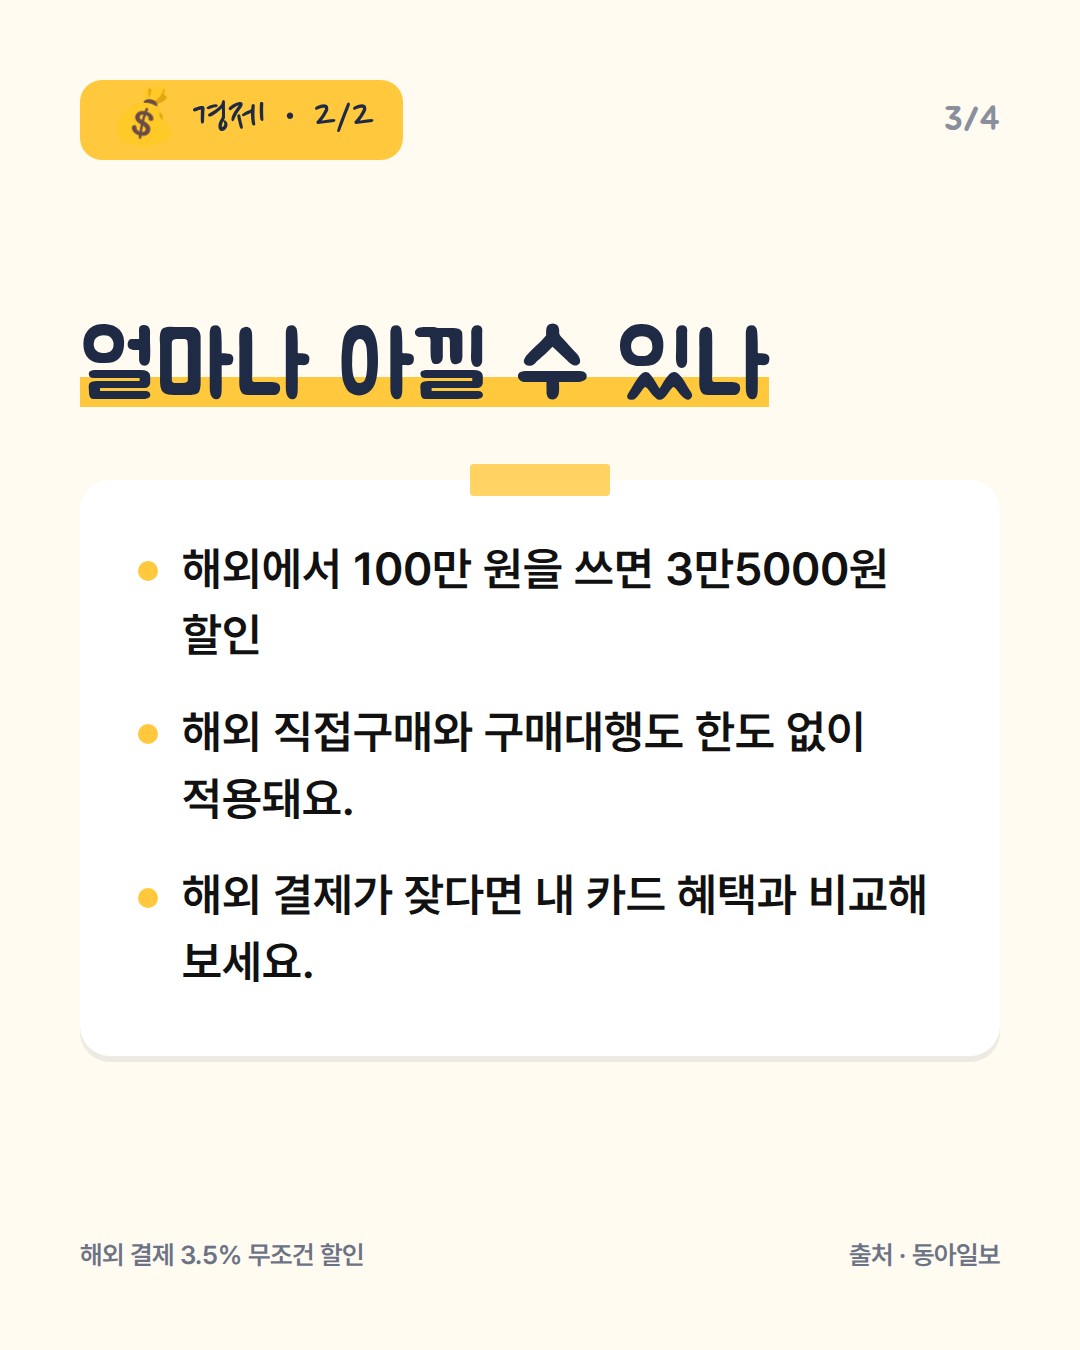 경제 · 2/2
3/4
얼마나 아낄 수 있나
해외에서 100만 원을 쓰면 3만5000원
할인
해외 직접구매와 구매대행도 한도 없이
적용돼요.
해외 결제가 잦다면 내 카드 혜택과 비교해
보세요.
해외 결제 3.5% 무조건 할인
출처 · 동아일보